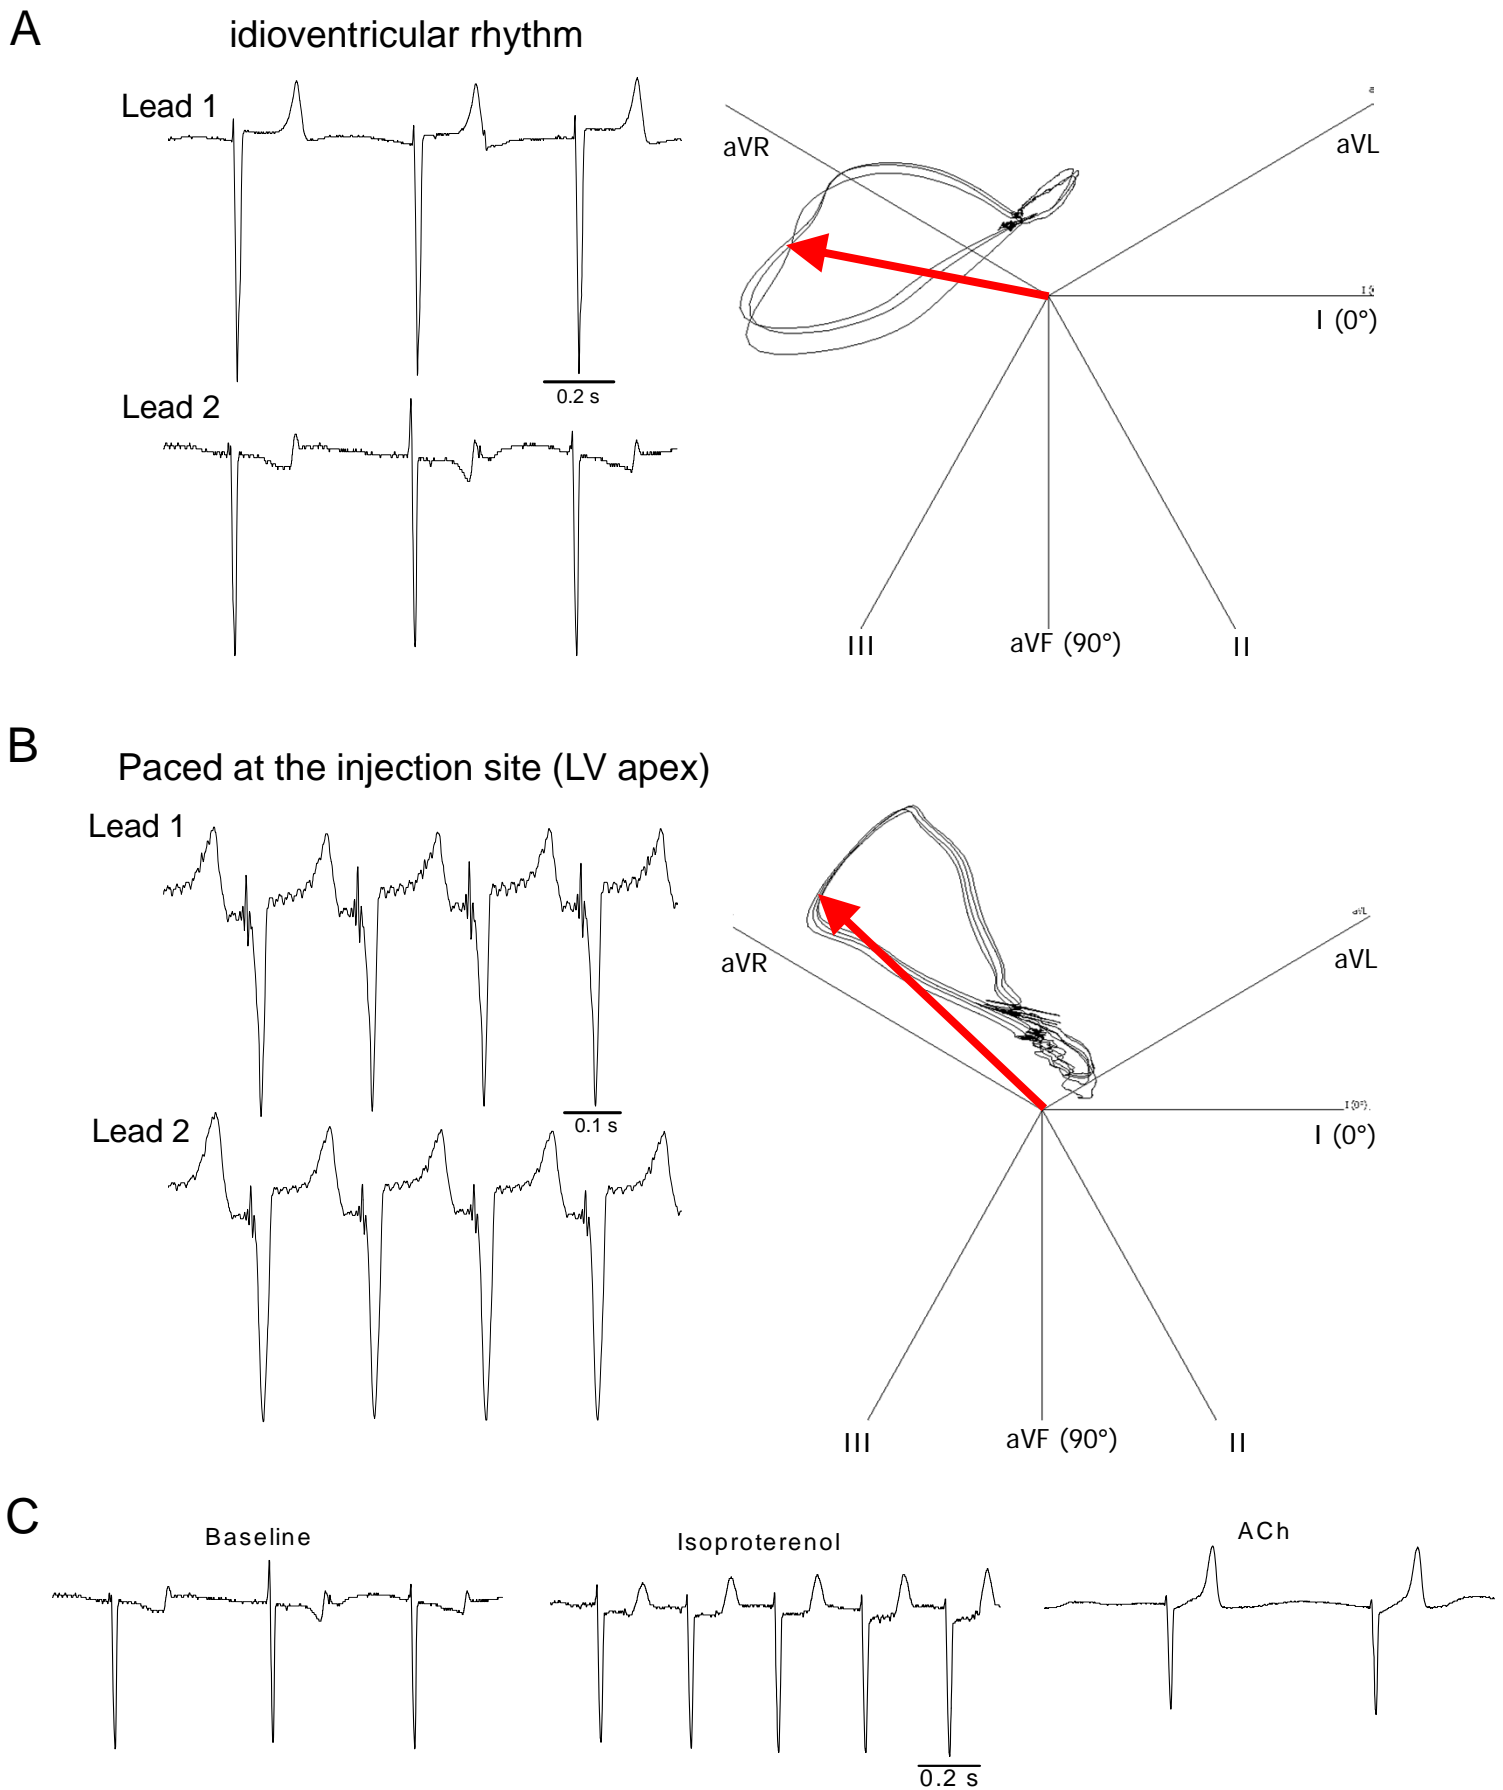 A
idioventricular rhythm
Lead 1
aVR
aVL
I (0°)
0.2 s
Lead 2
III
aVF (90°)
II
B
Paced at the injection site (LV apex)
Lead 1
aVL
aVR
aVL
I (0°)
I (0°)
0.1 s
Lead 2
III
aVF (90°)
II
C
Baseline
Isoproterenol
ACh
0.2 s